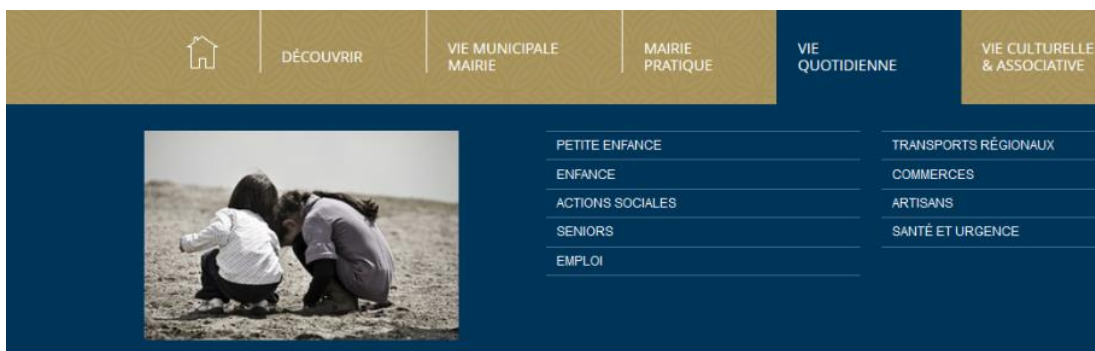 DÉCOUVRIR
VIE MUNICIPALE
MAIRIE
MAIRIE
PRATIQUE
VIE
QUOTIDIENNE
VIE CULTURELLE
& ASSOCIATIVE
PETITE ENFANCE
ENFANCE
ACTIONS SOCIALES
SENIORS
EMPLOI
TRANSPORTS RÉGIONAUX
COMMERCES
ARTISANS
SANTÉ ET URGENCE